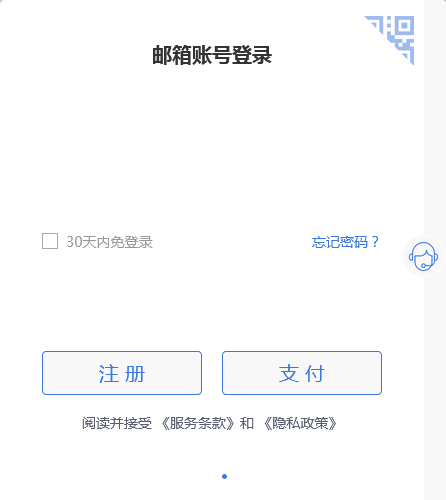 邮箱账号登录
30天内免登录
忘记密码？
注 册
支 付
阅读并接受 《服务条款》和 《隐私政策》